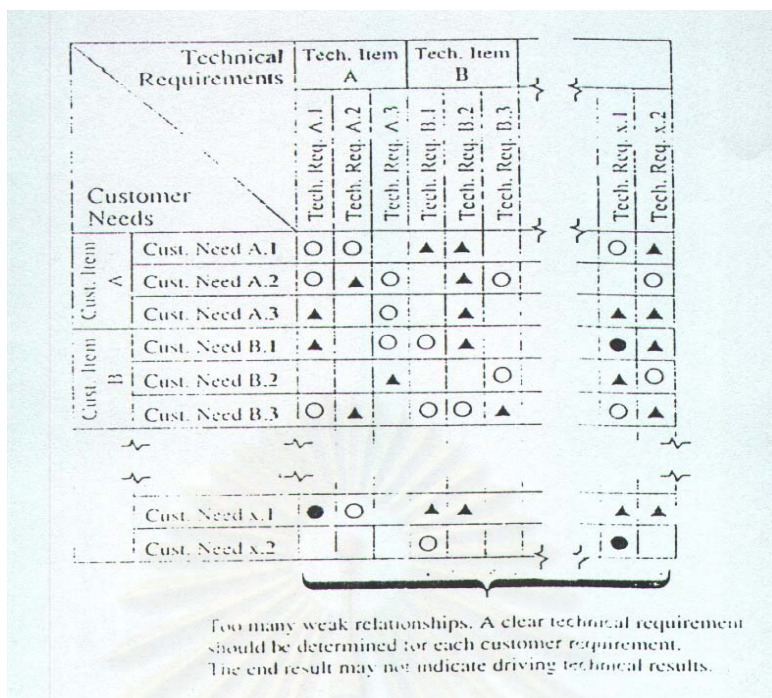 Technical Requirements
Tech. Item A
Tech. Item B
Customer Needs
Tech. Req. A.1
Tech. Req. A.2
Tech. Req. A.3
Tech. Req. B.1
Tech. Req. B.2
Tech. Req. B.3
Tech. Req. x.1
Tech. Req. x.2
Cust. Item A
Cust. Need A.1
Cust. Need A.2
Cust. Need A.3
Cust. Item B
Cust. Need B.1
Cust. Need B.2
Cust. Need B.3
Cust. Need x.1
Cust. Need x.2
Too many weak relationships. A clear technical requirement
should be determined for each customer requirement.
The end result may not indicate driving technical results.